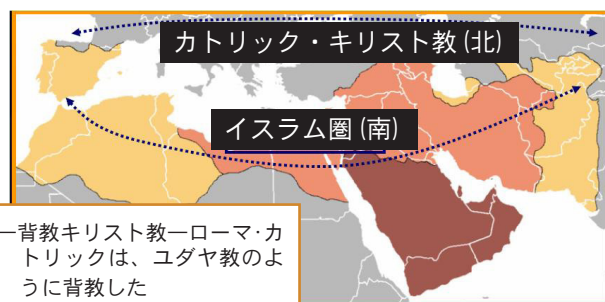 カトリック・キリスト教 (北)
イスラム圏 (南)
—背教キリスト教—ローマ・カ
トリックは、ユダヤ教のよ
うに背教した